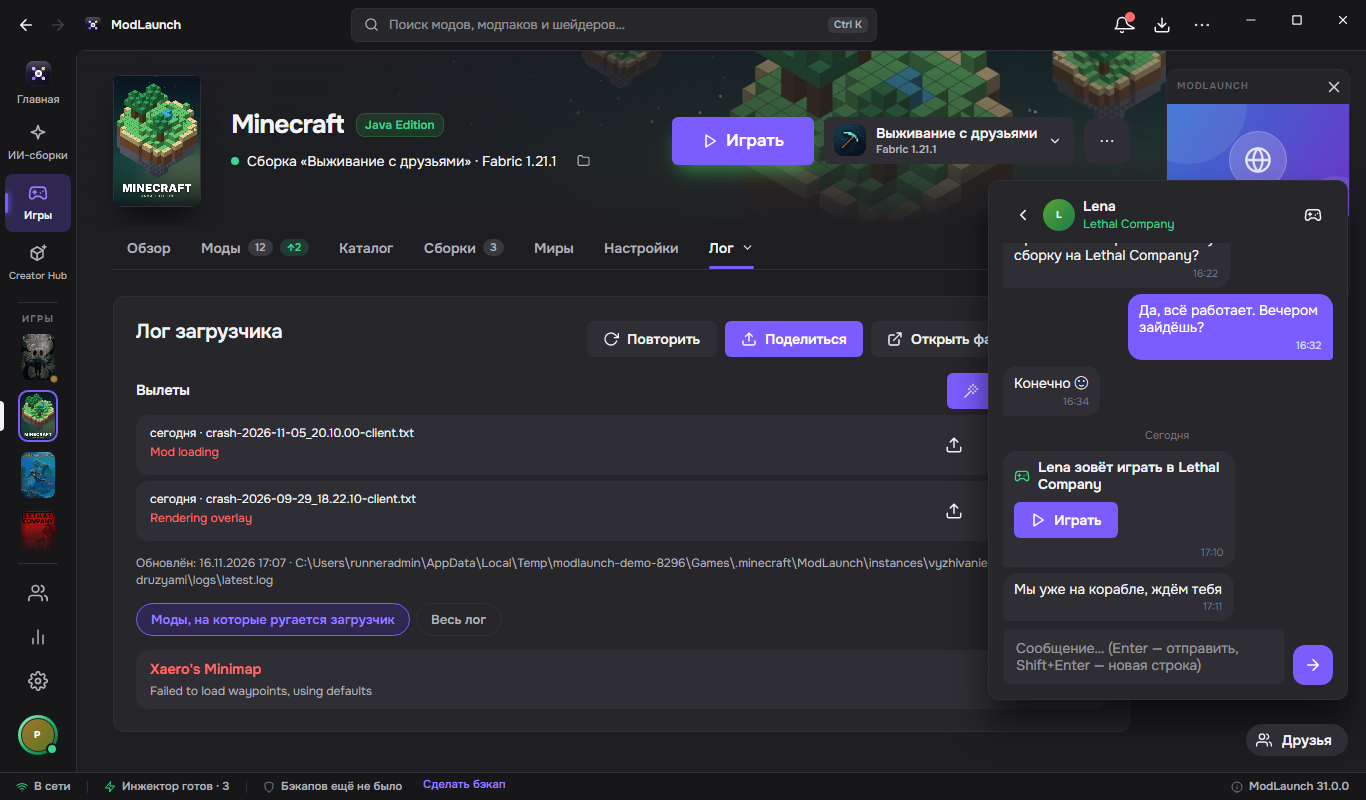 ModLaunch
Поиск модов, модпаков и шейдеров...
Ctrl K
Главная
ИИ-сборки
Игры
Creator Hub
ИГРЫ
MINECRAFT
Minecraft
Java Edition
Сборка «Выживание с друзьями» · Fabric 1.21.1
Играть
Выживание с друзьями
Fabric 1.21.1
MODLAUNCH
Обзор
Моды 12 2
Каталог
Сборки 3
Миры
Настройки
Лог
Лог загрузчика
Повторить
Поделиться
Открыть фа
Вылеты
сегодня · crash-2026-11-05_20.10.00-client.txt
Mod loading
сегодня · crash-2026-09-29_18.22.10-client.txt
Rendering overlay
Обновлён: 16.11.2026 17:07 · C:\Users\runneradmin\AppData\Local\Temp\modlaunch-demo-8296\Games\.minecraft\ModLaunch\instances\vyzhivanie
druzyami\logs\latest.log
Моды, на которые ругается загрузчик
Весь лог
Xaero's Minimap
Failed to load waypoints, using defaults
L
Lena
Lethal Company
сборку на Lethal Company?
16:22
Да, всё работает. Вечером
зайдёшь?
16:32
Конечно
16:34
Сегодня
Lena зовёт играть в Lethal
Company
Играть
17:10
Мы уже на корабле, ждём тебя
17:11
Сообщение... (Enter — отправить,
Shift+Enter — новая строка)
Друзья
P
В сети
Инжектор готов · 3
Бэкапов ещё не было
Сделать бэкап
ModLaunch 31.0.0